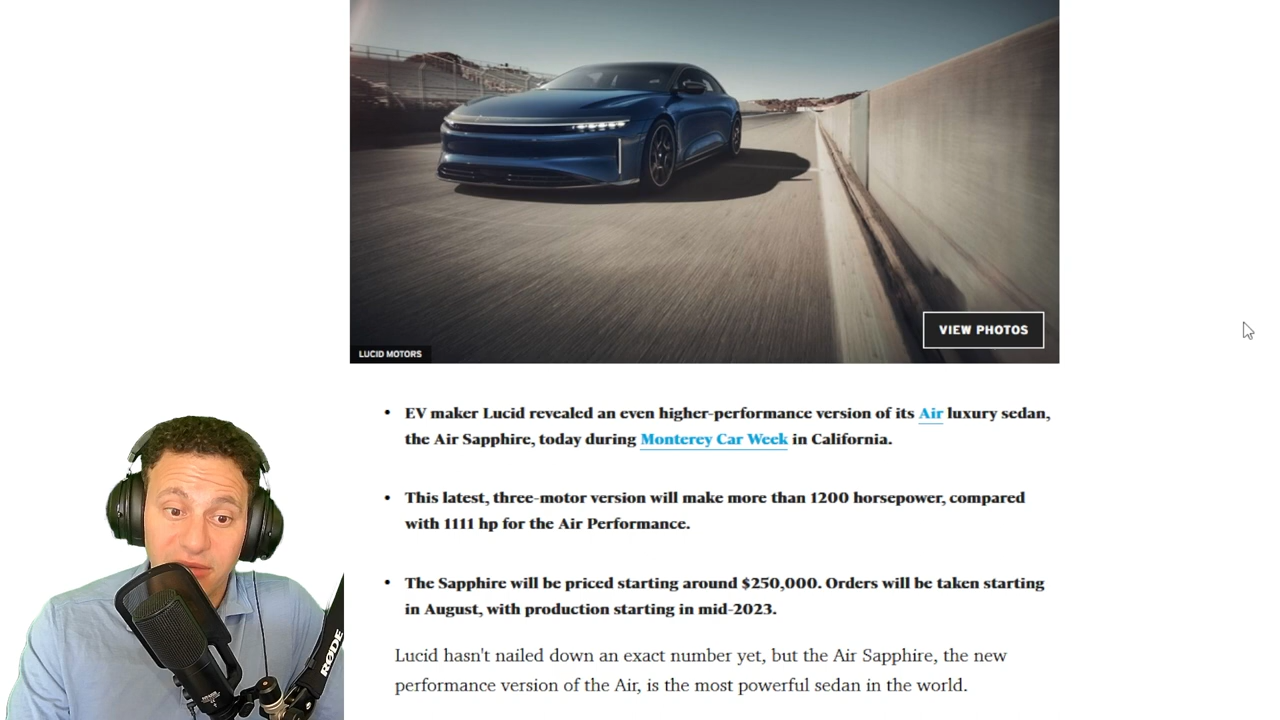 VIEW PHOTOS
LUCID MOTORS
• EV maker Lucid revealed an even higher-performance version of its Air luxury sedan,
the Air Sapphire, today during Monterey Car Week in California.
• This latest, three-motor version will make more than 1200 horsepower, compared
with 1111 hp for the Air Performance.
• The Sapphire will be priced starting around $250,000. Orders will be taken starting
in August, with production starting in mid-2023.
Lucid hasn't nailed down an exact number yet, but the Air Sapphire, the new
performance version of the Air, is the most powerful sedan in the world.
RØDE